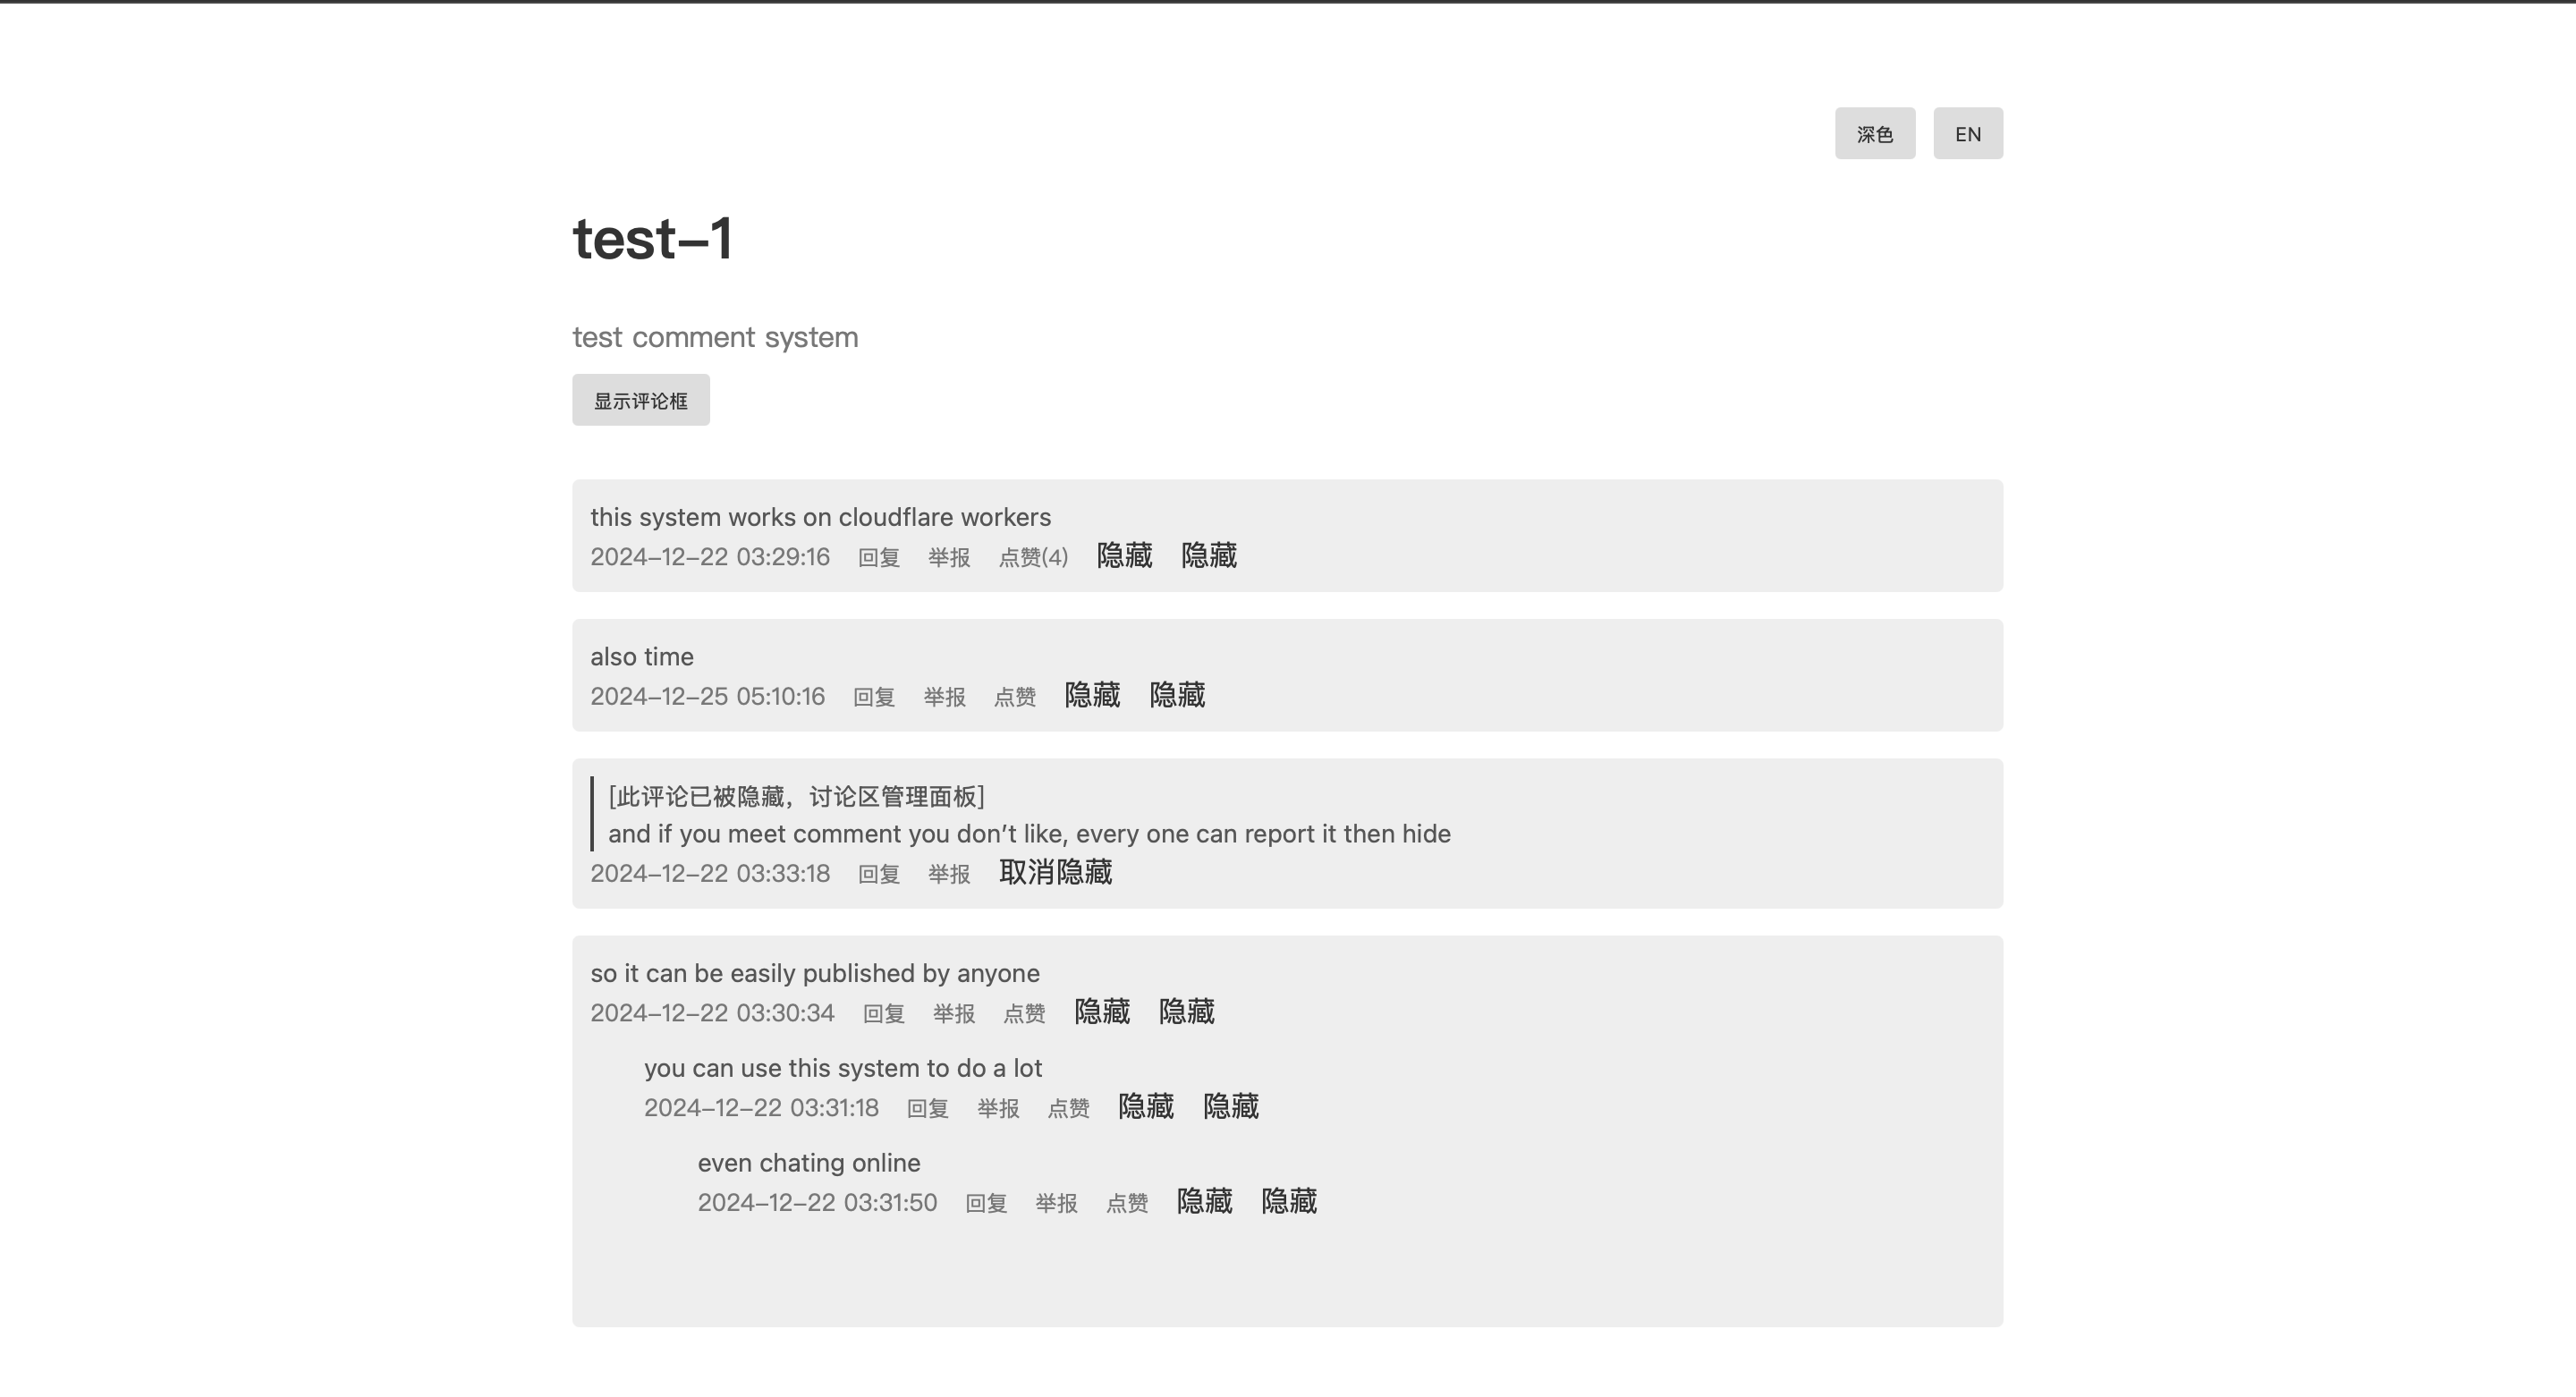 深色 EN
test-1
test comment system
显示评论框
this system works on cloudflare workers
2024-12-22 03:29:16 回复 举报 点赞(4) 隐藏 隐藏
also time
2024-12-25 05:10:16 回复 举报 点赞 隐藏 隐藏
[此评论已被隐藏，讨论区管理面板]
and if you meet comment you don't like, every one can report it then hide
2024-12-22 03:33:18 回复 举报 取消隐藏
so it can be easily published by anyone
2024-12-22 03:30:34 回复 举报 点赞 隐藏 隐藏
you can use this system to do a lot
2024-12-22 03:31:18 回复 举报 点赞 隐藏 隐藏
even chating online
2024-12-22 03:31:50 回复 举报 点赞 隐藏 隐藏